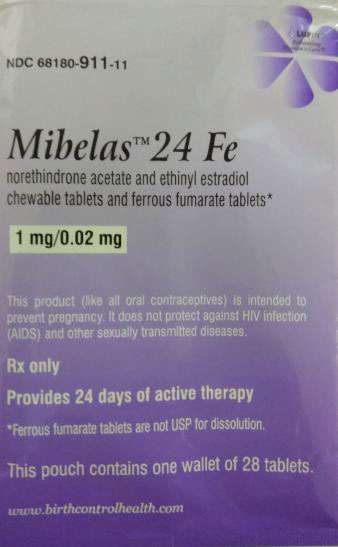 LUPIN
NDC 68180-911-11
Mibelas™ 24 Fe
norethindrone acetate and ethinyl estradiol
chewable tablets and ferrous fumarate tablets*
1 mg/0.02 mg
This product (like all oral contraceptives) is intended to
prevent pregnancy. It does not protect against HIV infection
(AIDS) and other sexually transmitted diseases.
Rx only
Provides 24 days of active therapy
*Ferrous fumarate tablets are not USP for dissolution.
This pouch contains one wallet of 28 tablets.
www.birthcontrolhealth.com